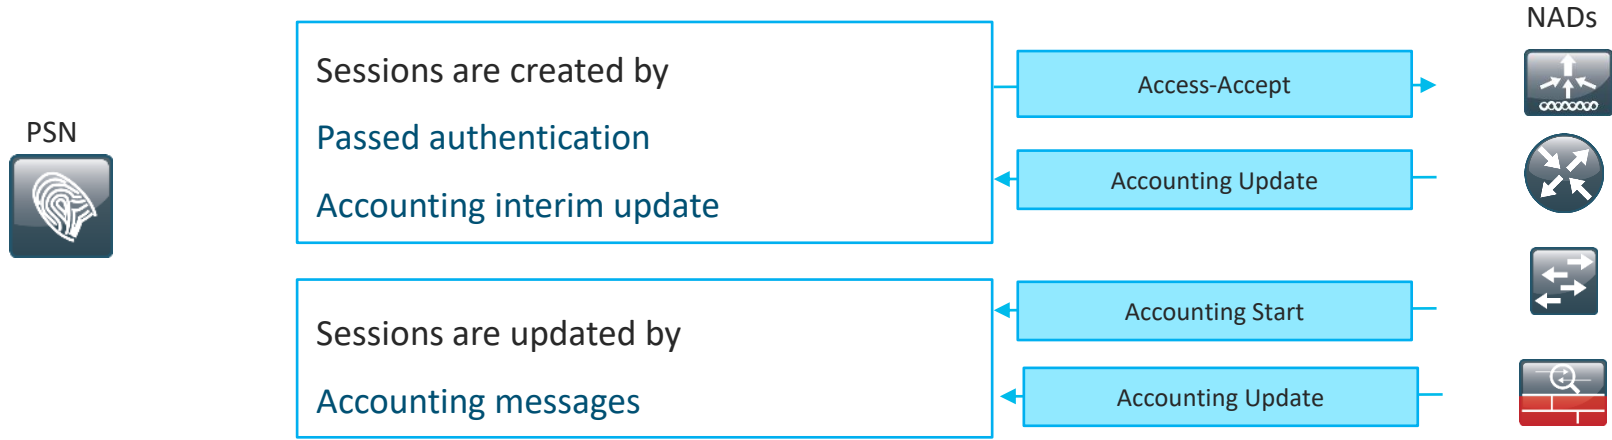 NADs
PSN
Sessions are created by
Passed authentication
Accounting interim update
Access-Accept
Accounting Update
Sessions are updated by
Accounting messages
Accounting Start
Accounting Update